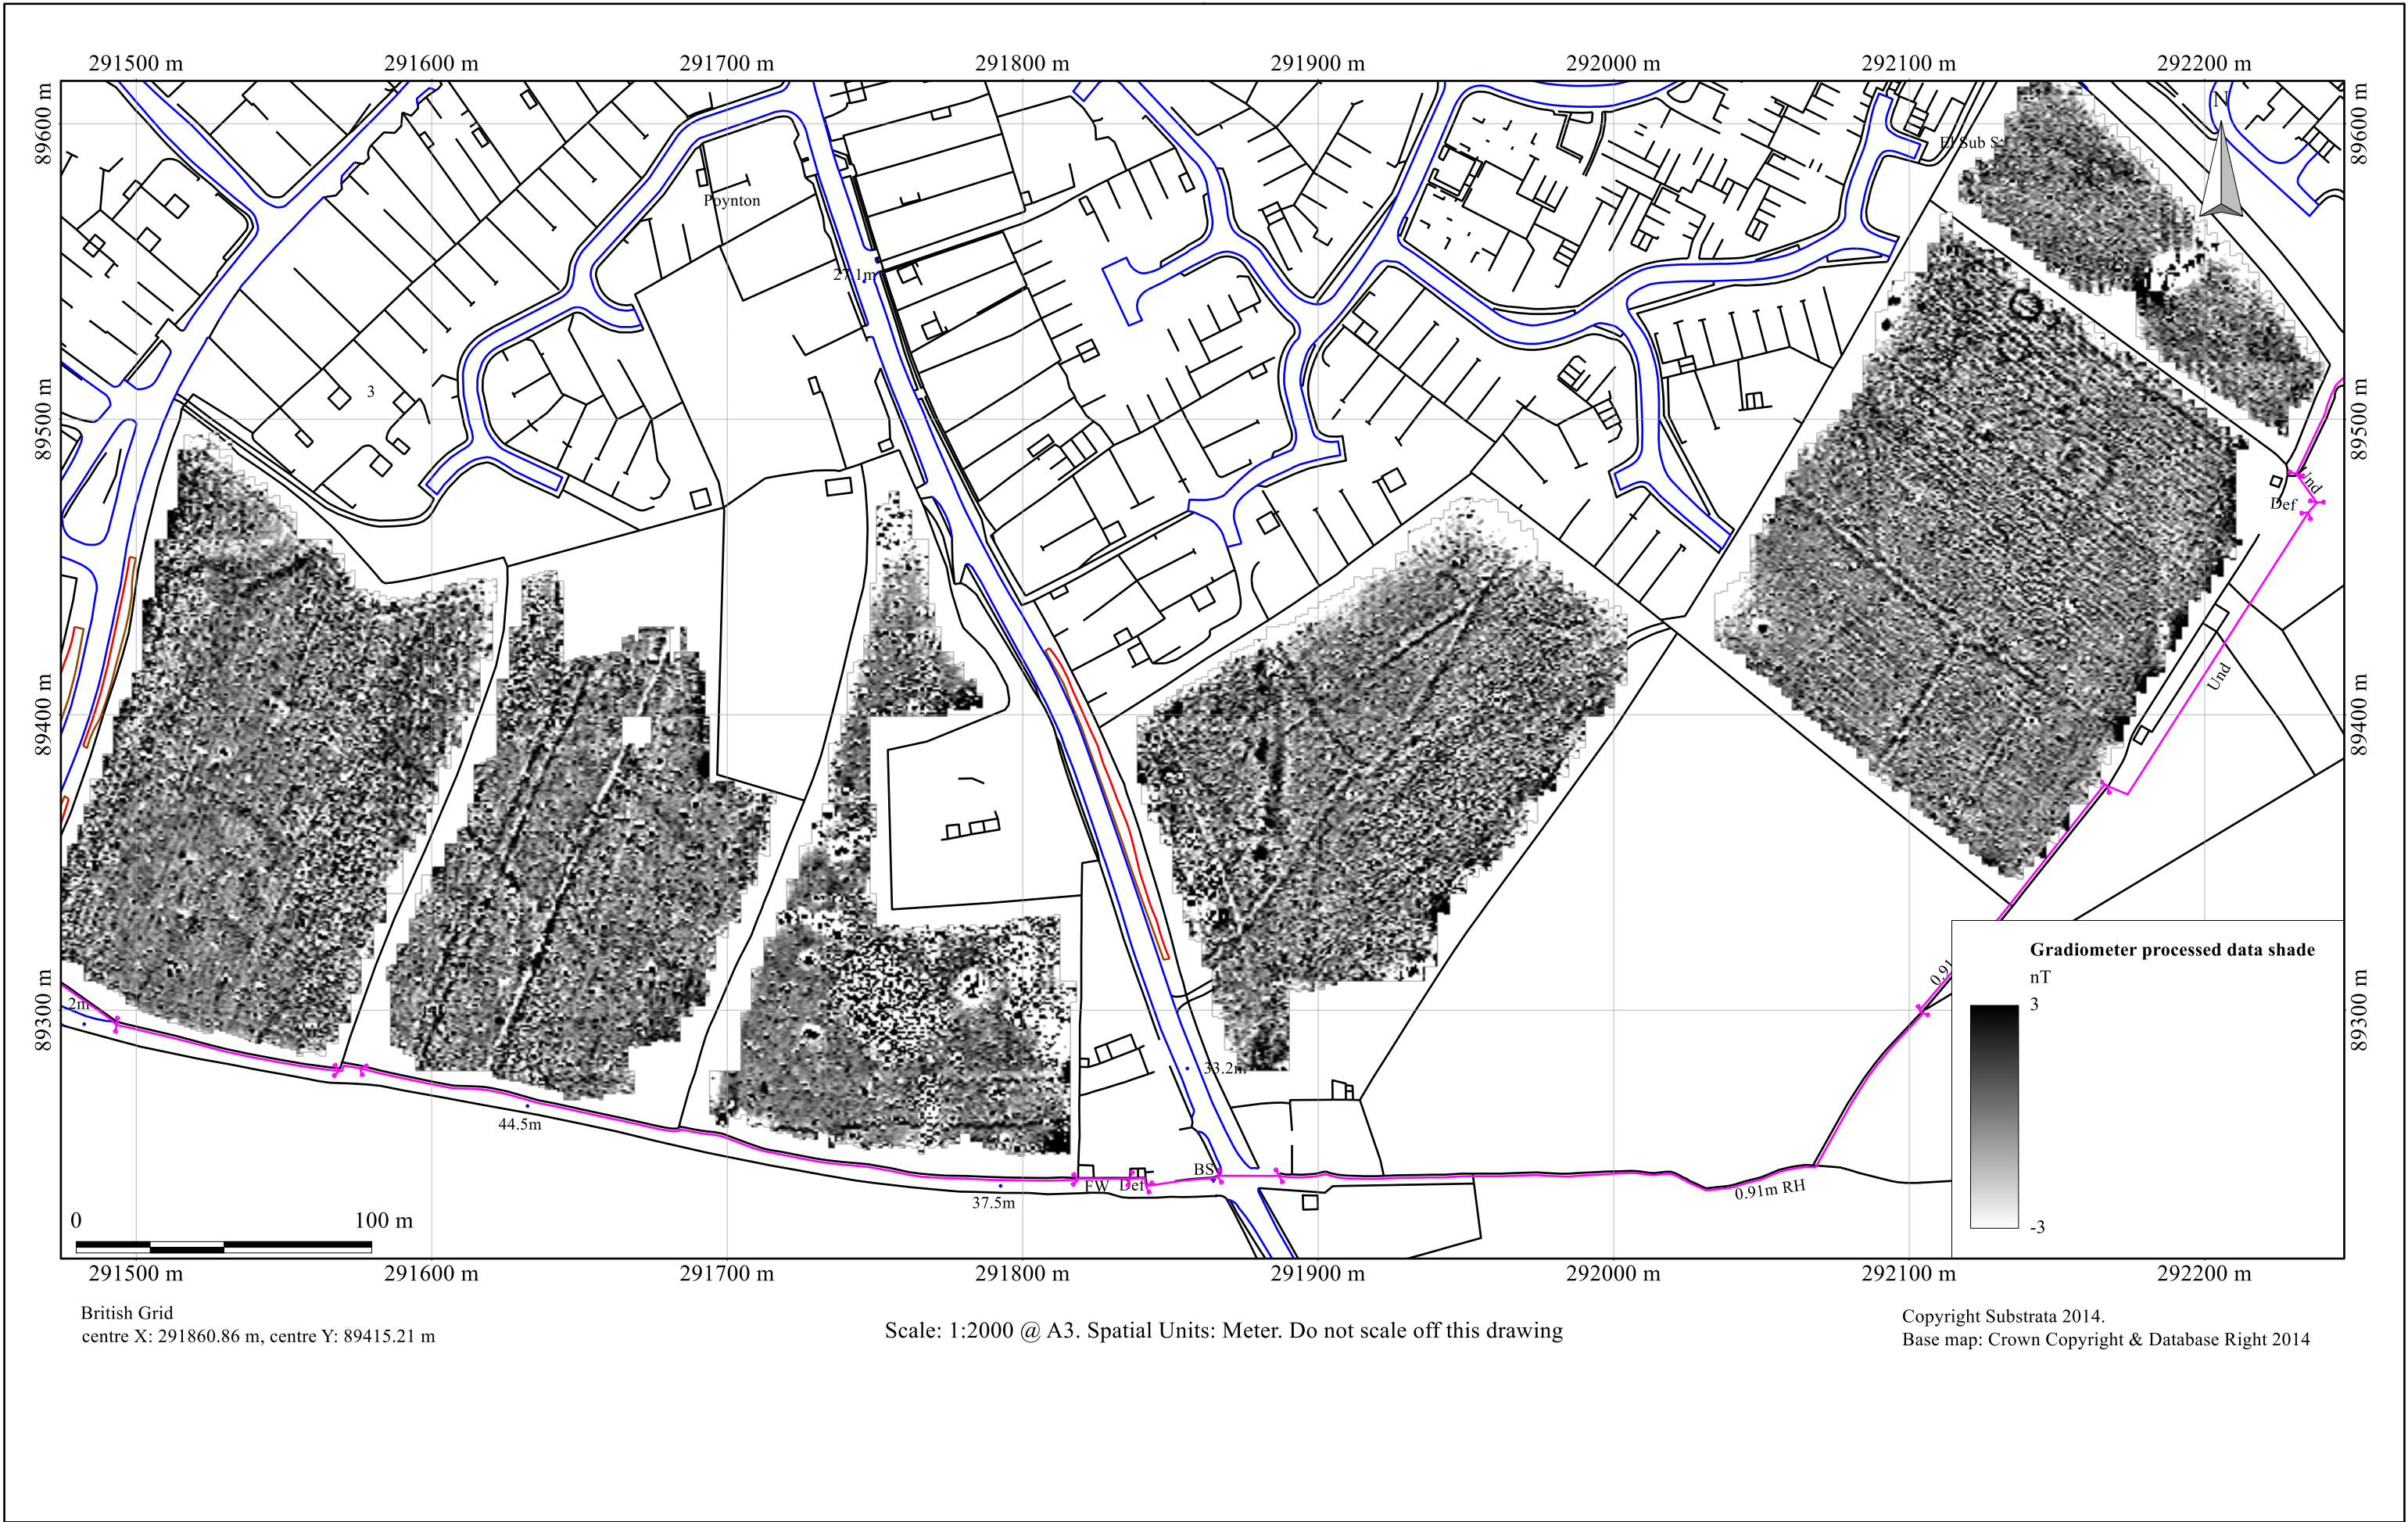 291500 m 291600 m 291700 m 291800 m 291900 m 292000 m 292100 m 292200 m
89600 m
89600 m
N
El Sub S
Poynton
27.1m
3
89500 m
89500 m
Und
Def
Und
89400 m
89400 m
0.91
89300 m
89300 m
2m
44.5m
33.2m
BS
FW Def
37.5m
0.91m RH
Gradiometer processed data shade
nT
3
-3
0 100 m
291500 m 291600 m 291700 m 291800 m 291900 m 292000 m 292100 m 292200 m
British Grid
centre X: 291860.86 m, centre Y: 89415.21 m
Scale: 1:2000 @ A3. Spatial Units: Meter. Do not scale off this drawing
Copyright Substrata 2014.
Base map: Crown Copyright & Database Right 2014